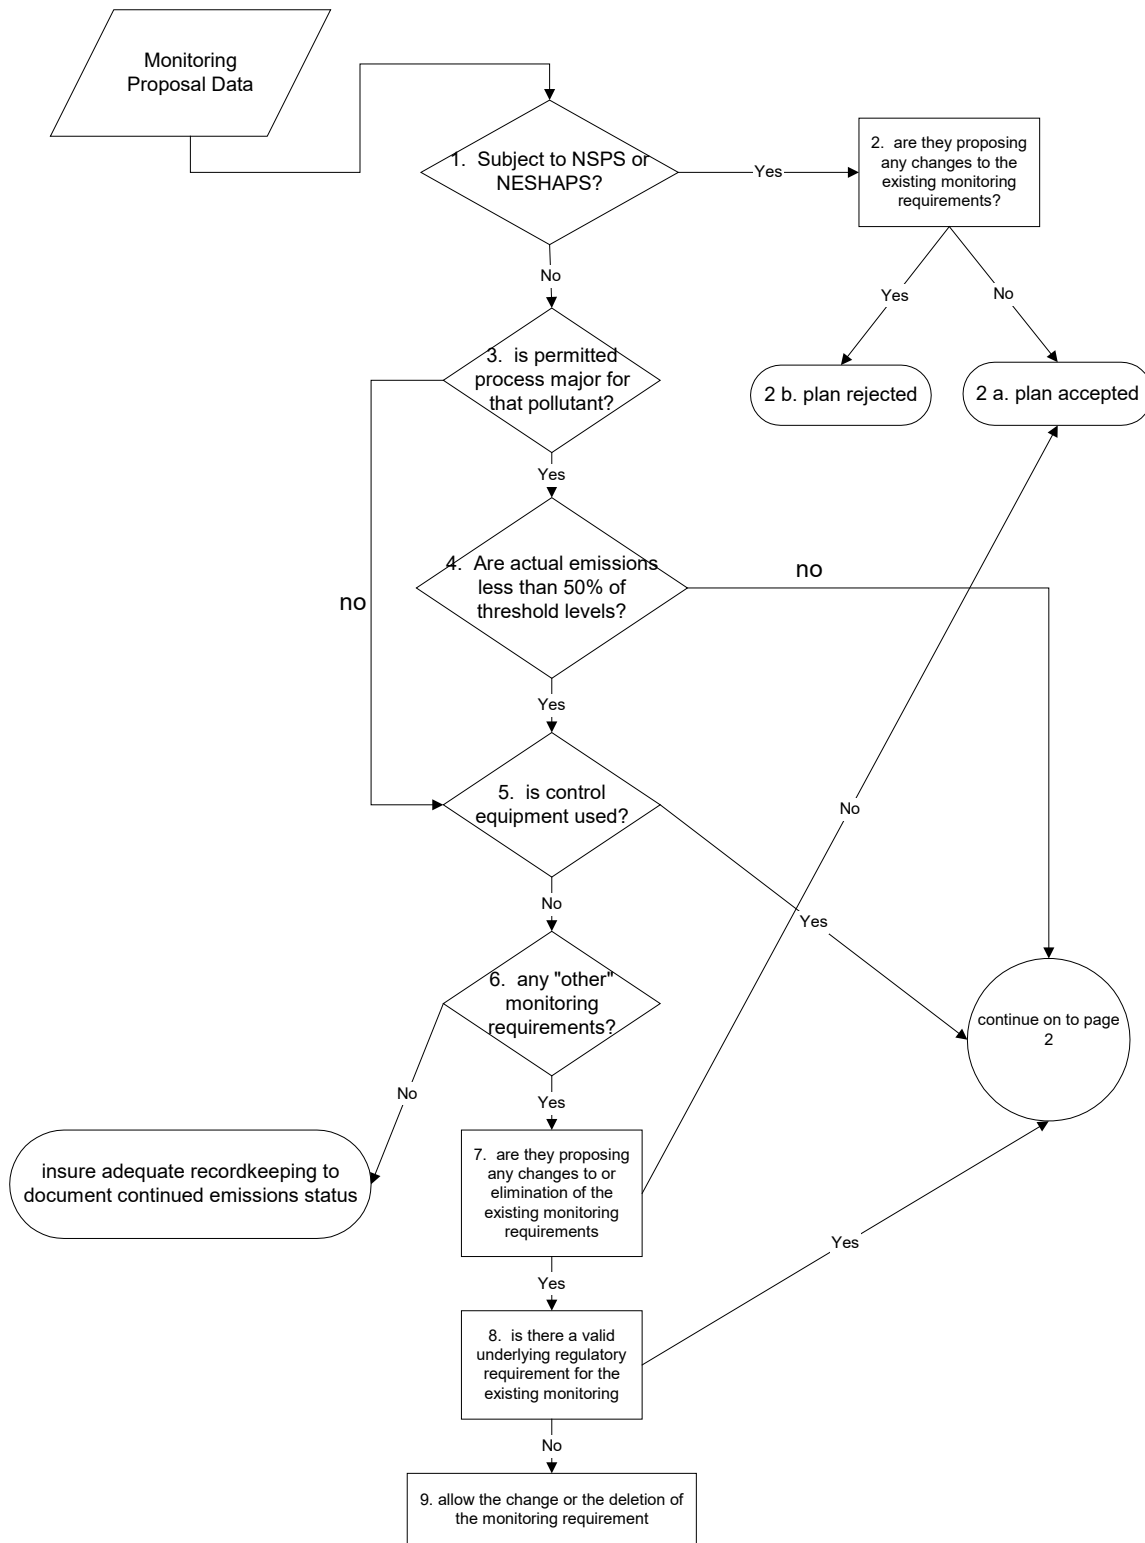 Monitoring
Proposal Data
1.  Subject to NSPS or
NESHAPS?
Yes
2.  are they proposing
any changes to the
existing monitoring
requirements?
No
Yes
No
3.  is permitted
process major for
that pollutant?
2 b. plan rejected
2 a. plan accepted
Yes
4.  Are actual emissions
less than 50% of
threshold levels?
no
no
Yes
5.  is control
equipment used?
No
No
Yes
6.  any "other"
monitoring
requirements?
continue on to page
2
No
Yes
insure adequate recordkeeping to
document continued emissions status
7.  are they proposing
any changes to or
elimination of the
existing monitoring
requirements
Yes
Yes
8.  is there a valid
underlying regulatory
requirement for the
existing monitoring
No
9. allow the change or the deletion of
the monitoring requirement